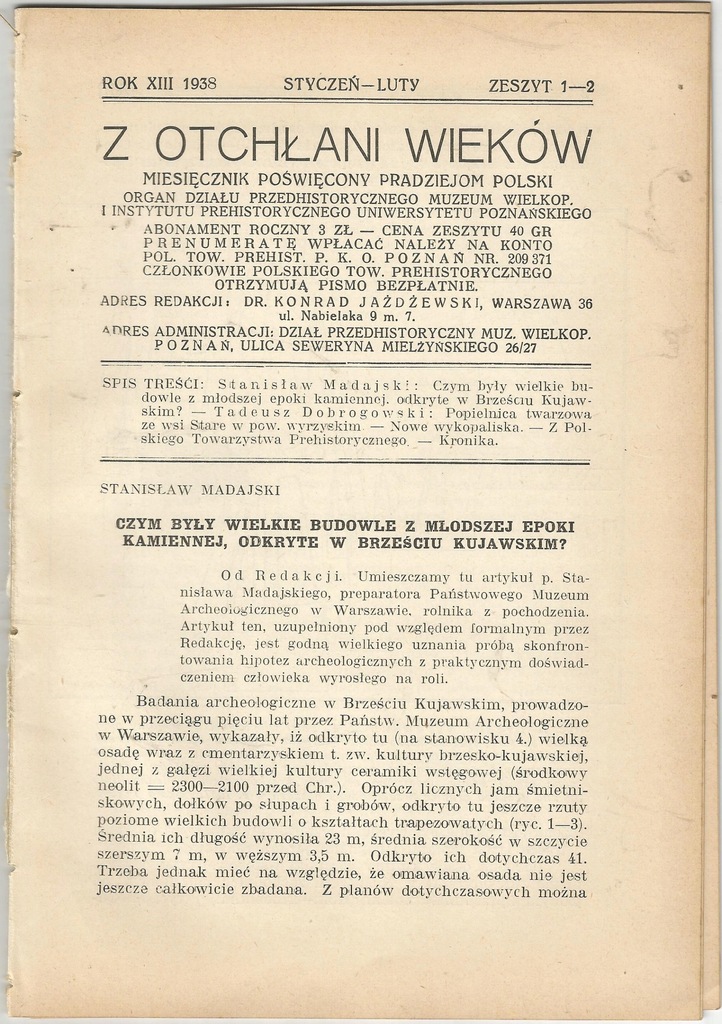 ROK XIII 1938 STYCZEŃ—LUTY ZESZYT 1—2
Z OTCHŁANI WIEKÓW
MIESIĘCZNIK POŚWIĘCONY PRADZIEJOM POLSKI
ORGAN DZIAŁU PRZEDHISTORYCZNEGO MUZEUM WIELKOP.
I INSTYTUTU PREHISTORYCZNEGO UNIWERSYTETU POZNAŃSKIEGO
ABONAMENT ROCZNY 3 ZŁ — CENA ZESZYTU 40 GR
PRENUMERATĘ WPŁACAĆ NALEŻY NA KONTO
POL. TOW. PREHIST. P. K. O. POZNAŃ NR. 209 371
CZŁONKOWIE POLSKIEGO TOW. PREHISTORYCZNEGO
OTRZYMUJĄ PISMO BEZPŁATNIE.
ADRES REDAKCJI: DR. KONRAD JAŻDŻEWSKI, WARSZAWA 36
ul. Nabielaka 9 m. 7.
ADRES ADMINISTRACJI: DZIAŁ PRZEDHISTORYCZNY MUZ. WIELKOP.
POZNAŃ, ULICA SEWERYNA MIELŻYŃSKIEGO 26/27
SPIS TREŚCI: Stanisław Madajski: Czym były wielkie bu-
dowle z młodszej epoki kamiennej, odkryte w Brześciu Kujaw-
skim? — Tadeusz Dobrogowski: Popielnica twarzowa
ze wsi Stare w pow. wyrzyskim. — Nowe wykopaliska. — Z Pol-
skiego Towarzystwa Prehistorycznego. — Kronika.
STANISŁAW MADAJSKI
CZYM BYŁY WIELKIE BUDOWLE Z MŁODSZEJ EPOKI
KAMIENNEJ, ODKRYTE W BRZEŚCIU KUJAWSKIM?
Od Redakcji. Umieszczamy tu artykuł p. Sta-
nisława Madajskiego, preparatora Państwowego Muzeum
Archeologicznego w Warszawie, rolnika z pochodzenia.
Artykuł ten, uzupełniony pod względem formalnym przez
Redakcję, jest godną wielkiego uznania próbą skonfron-
towania hipotez archeologicznych z praktycznym doświad-
czeniem człowieka wyrosłego na roli.
Badania archeologiczne w Brześciu Kujawskim, prowadzo-
ne w przeciągu pięciu lat przez Państw. Muzeum Archeologiczne
w Warszawie, wykazały, iż odkryto tu (na stanowisku 4.) wielką
osadę wraz z cmentarzyskiem t. zw. kultury brzesko-kujawskiej,
jednej z gałęzi wielkiej kultury ceramiki wstęgowej (środkowy
neolit = 2300—2100 przed Chr.). Oprócz licznych jam śmietni-
skowych, dołków po słupach i grobów, odkryto tu jeszcze rzuty
poziome wielkich budowli o kształtach trapezowatych (ryc. 1—3).
Średnia ich długość wynosiła 23 m, średnia szerokość w szczycie
szerszym 7 m, w węższym 3,5 m. Odkryto ich dotychczas 41.
Trzeba jednak mieć na względzie, że omawiana osada nie jest
jeszcze całkowicie zbadana. Z planów dotychczasowych można